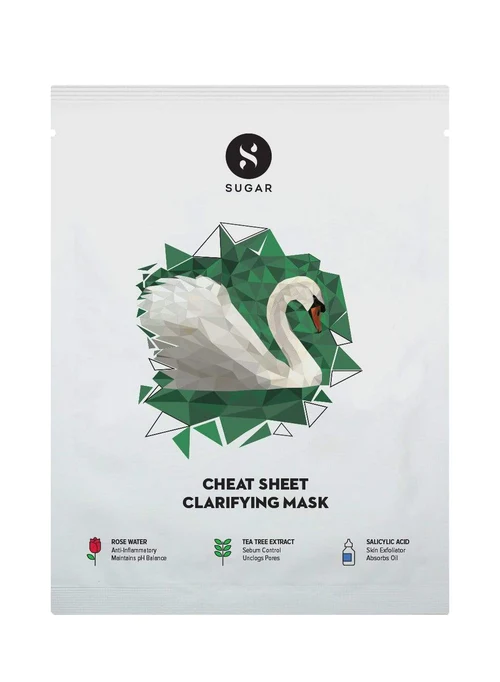 SUGAR
CHEAT SHEET
CLARIFYING MASK
ROSE WATER
Anti-Inflammatory
Maintains pH Balance
TEA TREE EXTRACT
Sebum Control
Unclogs Pores
SALICYLIC ACID
Skin Exfoliator
Absorbs Oil